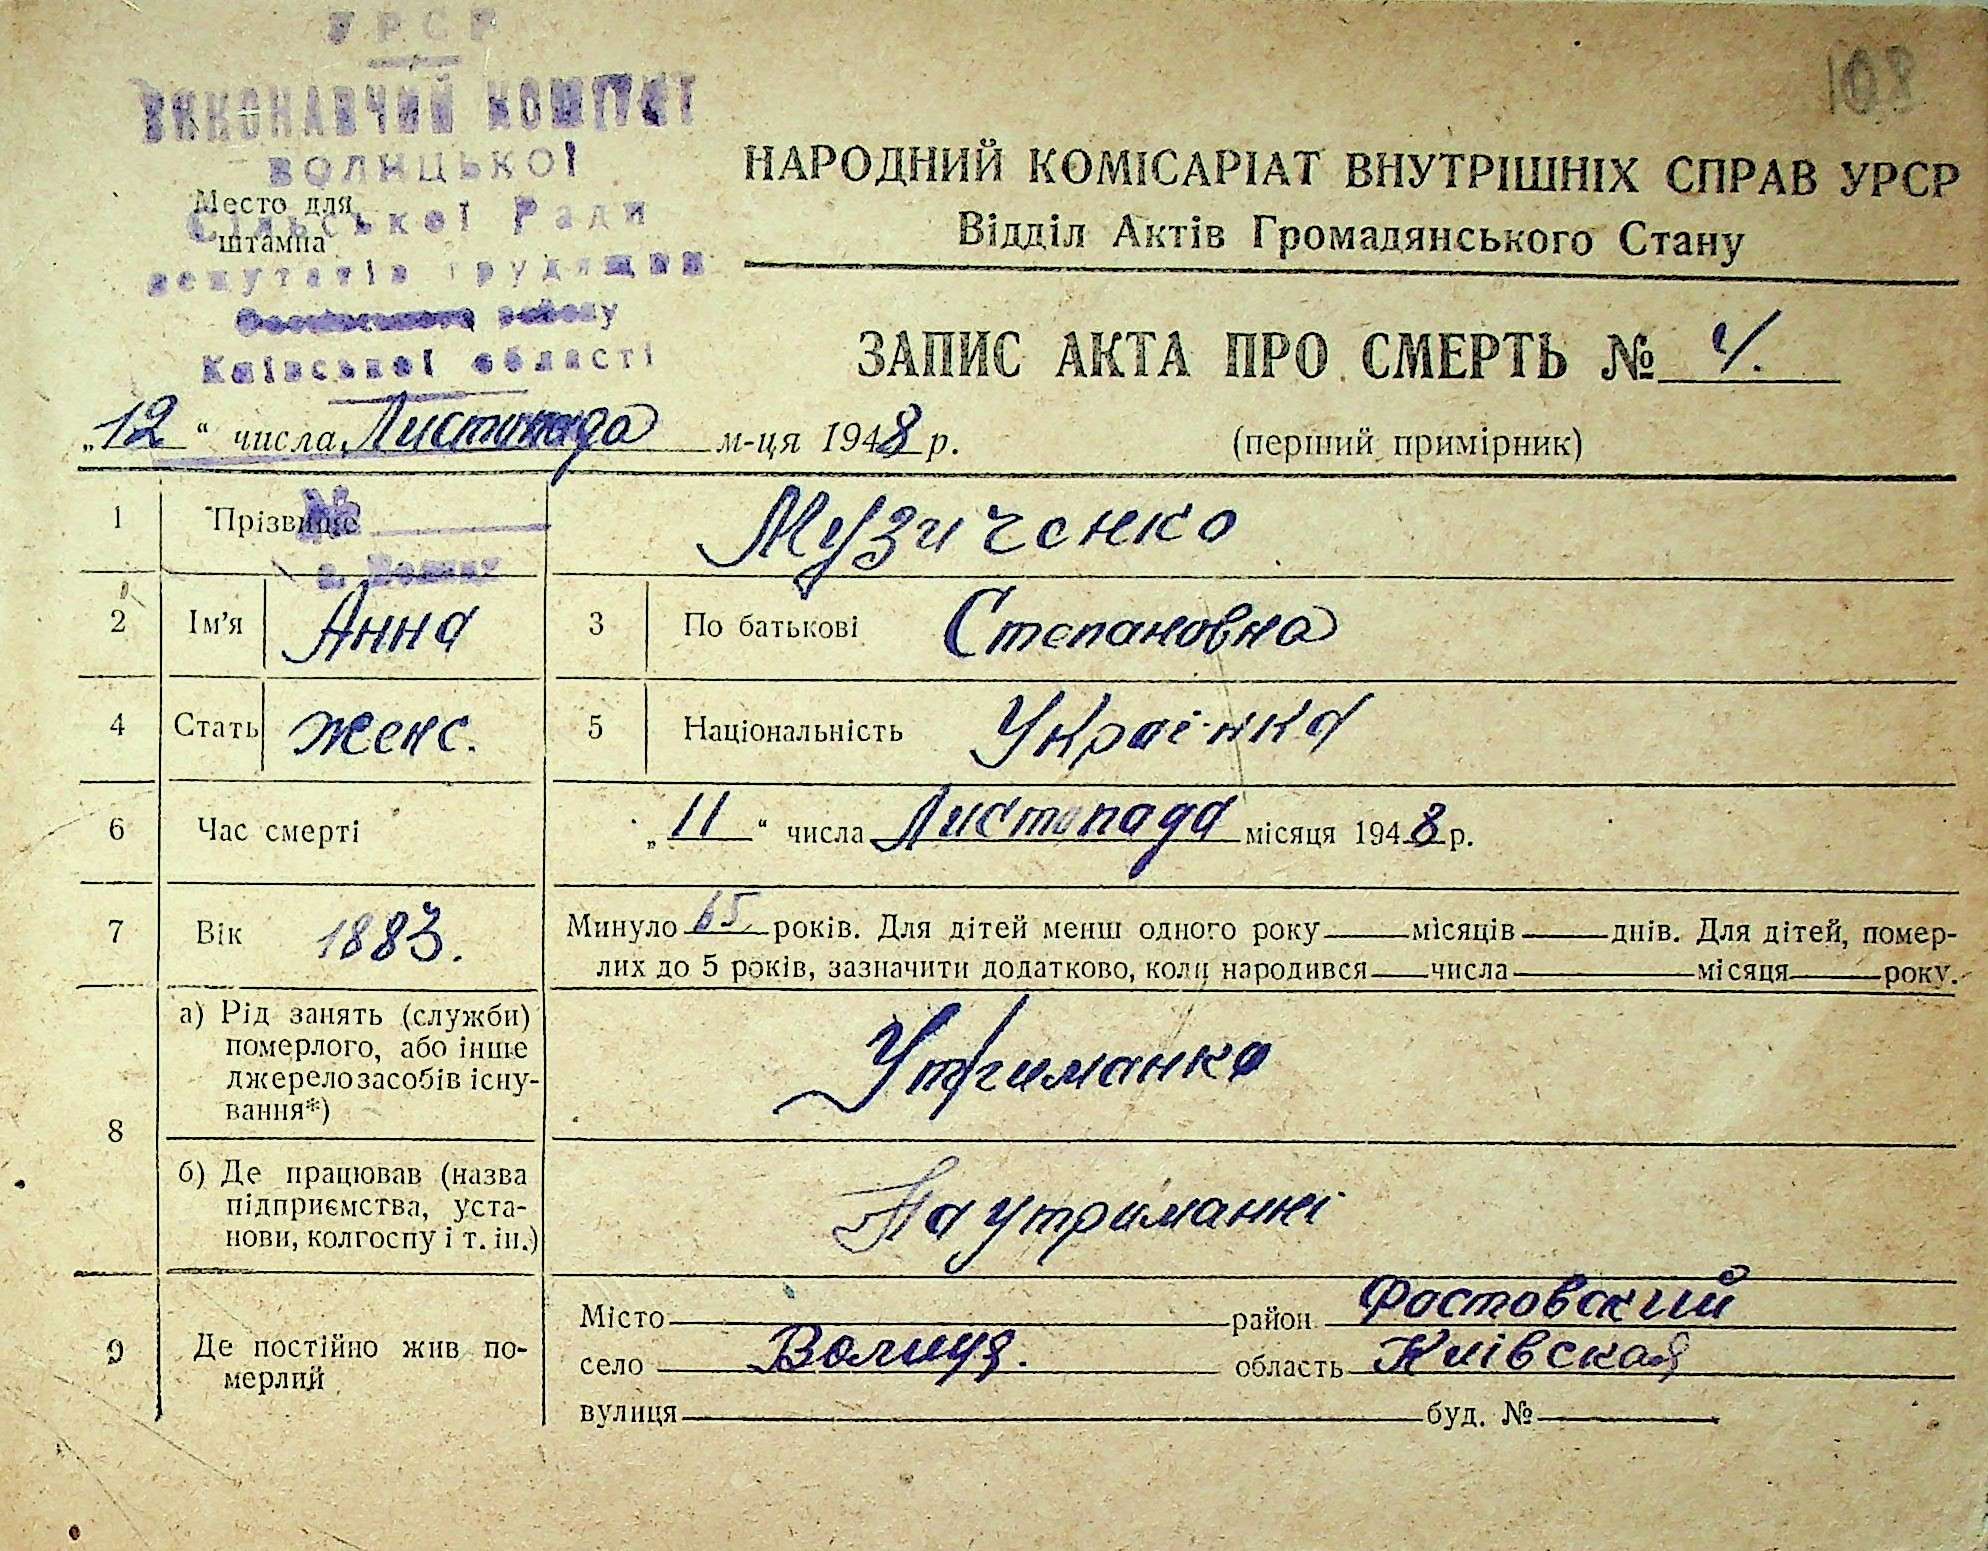 УРСР
108
ВИКОНАВЧИЙ КОМІТЕТ
ВОЛИЦЬКОЇ
Место для
штампа
Сільської Ради
депутатів трудящих
району
Київської області
НАРОДНИЙ КОМІСАРІАТ ВНУТРІШНІХ СПРАВ УРСР
Відділ Актів Громадянського Стану
ЗАПИС АКТА ПРО СМЕРТЬ № 4.
„12“ числа Листопада м-ця 1948 р.
(перший примірник)
№
1 Прізвище Музиченко
2 Ім'я Анна 3 По батькові Степановна
4 Стать женс. 5 Національність Украінка
6 Час смерті „11“ числа Листопада місяця 1948 р.
7 Вік 1883. Минуло 65 років. Для дітей менш одного року місяців днів. Для дітей, помер-
лих до 5 років, зазначити додатково, коли народився числа місяця року.
8 а) Рід занять (служби)
померлого, або інше
джерело засобів існу-
вання*)
Утриманка
б) Де працював (назва
підприємства, уста-
нови, колгоспу і т. ін.)
На утриманні
9 Де постійно жив по-
мерлий
Місто район Фастовский
село Волиця. область Киівская
вулиця буд. №